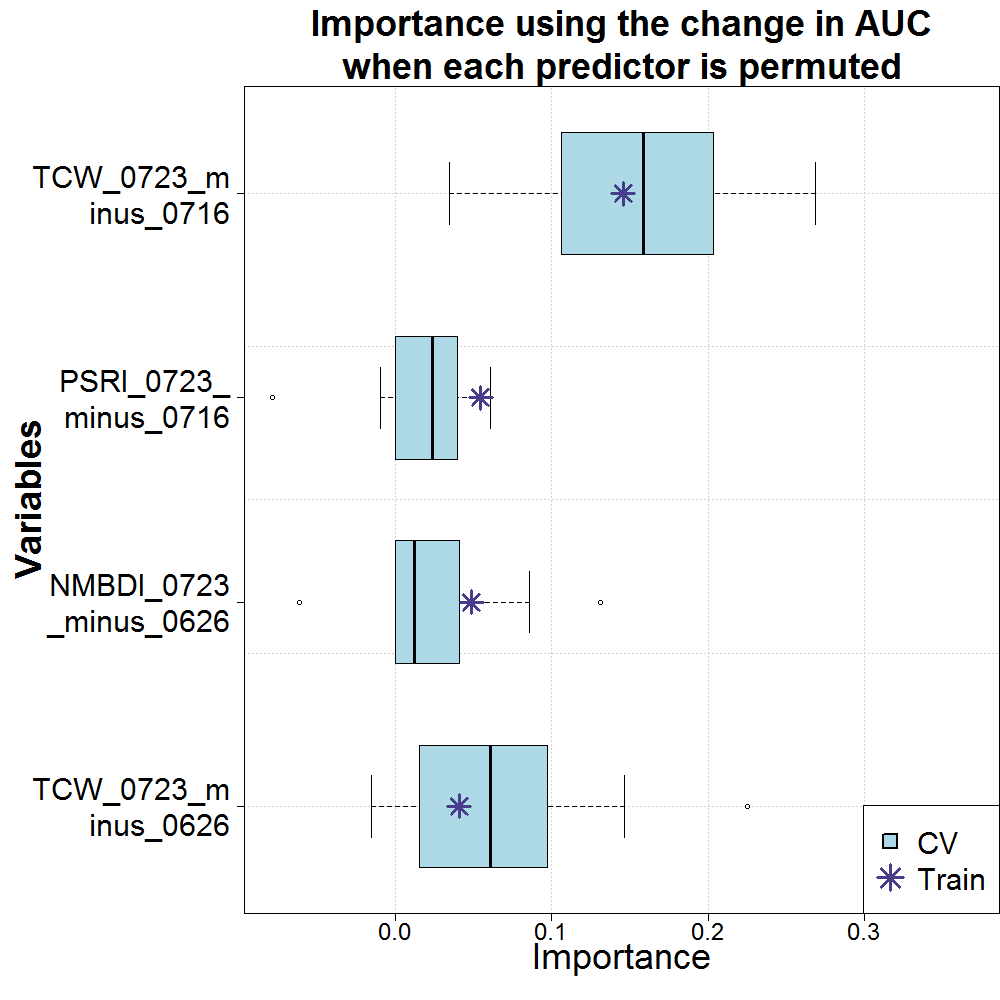 Importance using the change in AUC
when each predictor is permuted
TCW_0723_m
inus_0716
PSRI_0723_
minus_0716
NMBDI_0723
_minus_0626
TCW_0723_m
inus_0626
Variables
CV
Train
0.0 0.1 0.2 0.3
Importance